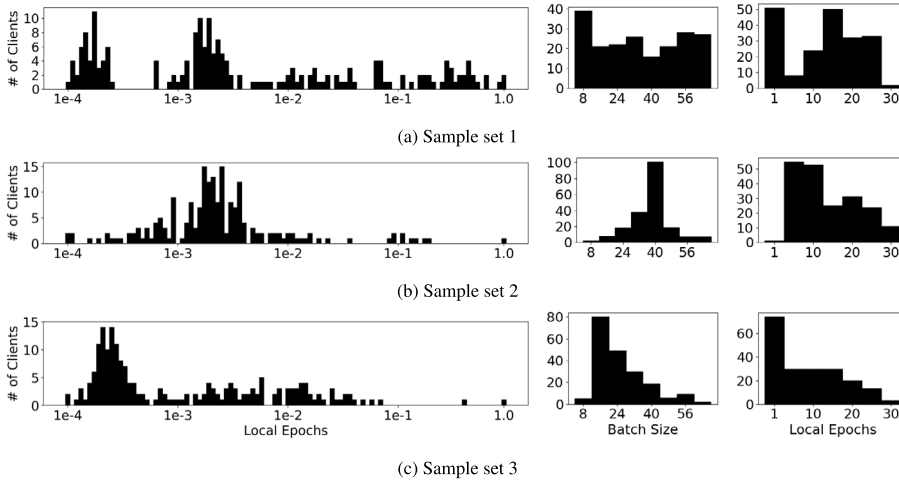 # of Clients
10
8
6
4
2
0
1e-4 1e-3 1e-2 1e-1 1.0
40
30
20
10
0
8 24 40 56
50
40
30
20
10
0
1 10 20 30
(a) Sample set 1
# of Clients
15
10
5
0
1e-4 1e-3 1e-2 1e-1 1.0
100
80
60
40
20
0
8 24 40 56
50
40
30
20
10
0
1 10 20 30
(b) Sample set 2
# of Clients
15
10
5
0
1e-4 1e-3 1e-2 1e-1 1.0
Local Epochs
80
60
40
20
0
8 24 40 56
Batch Size
60
40
20
0
1 10 20 30
Local Epochs
(c) Sample set 3